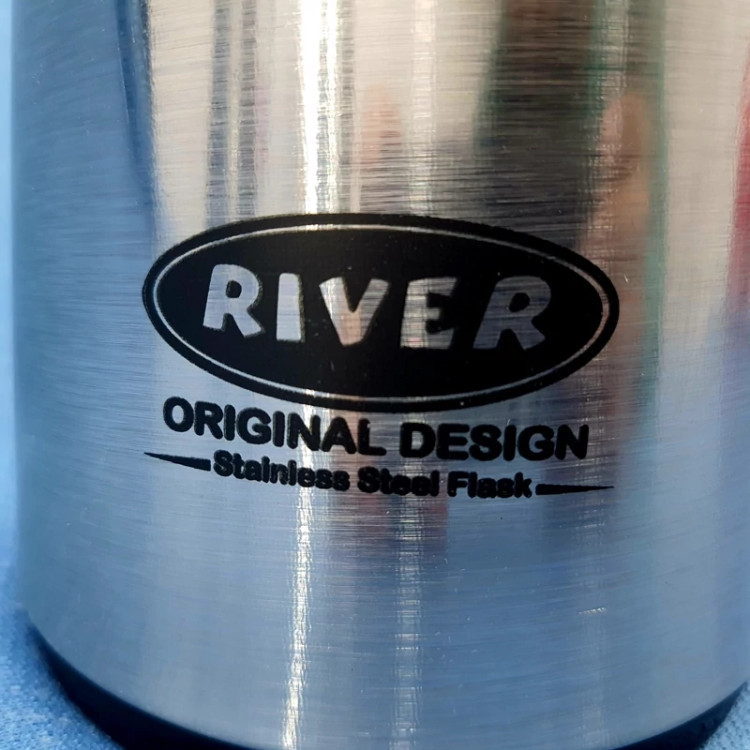 RIVER
ORIGINAL DESIGN
Stainless Steel Flask